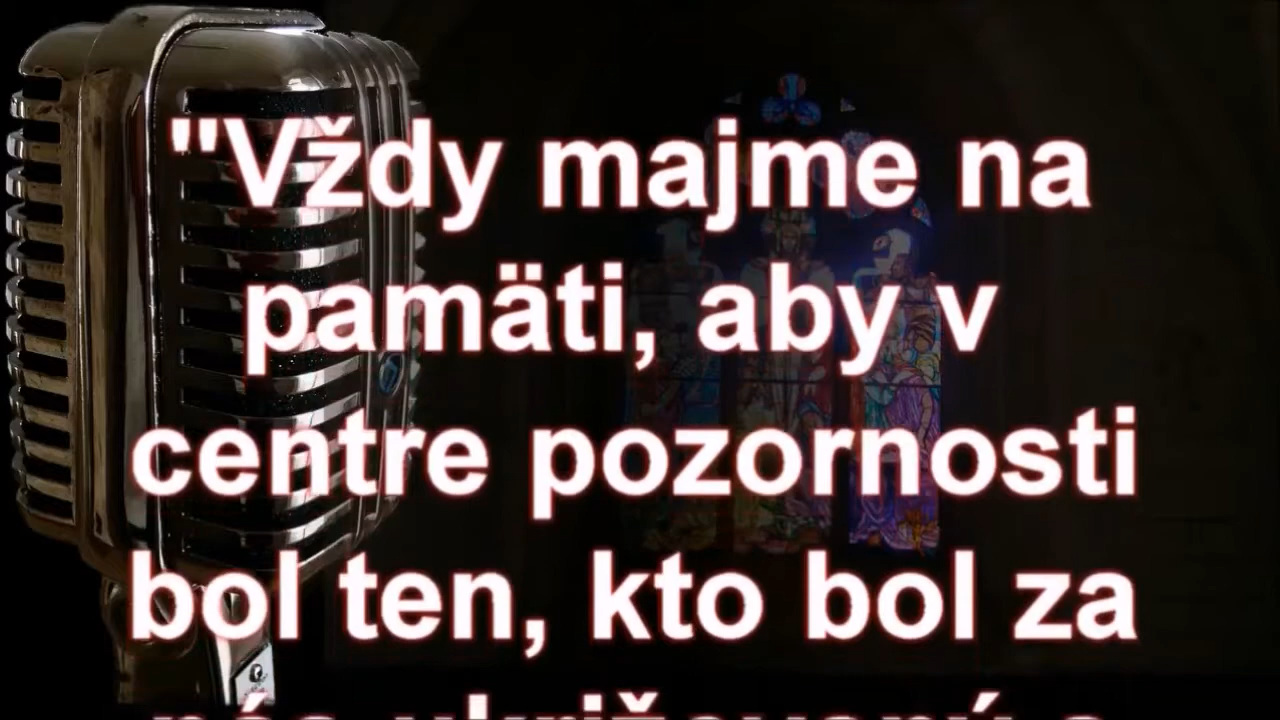 "Vždy majme na
pamäti, aby v
centre pozornosti
bol ten, kto bol za